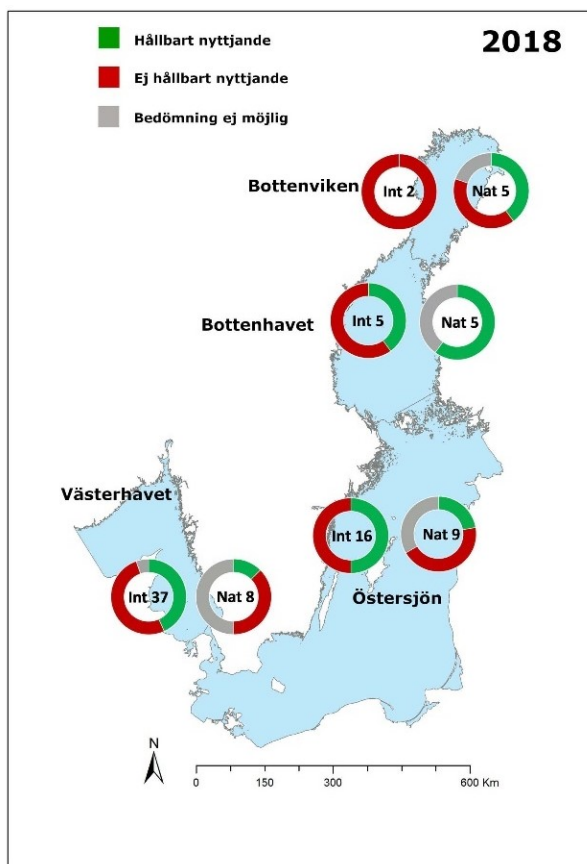 2018
Hållbart nyttjande
Ej hållbart nyttjande
Bedömning ej möjlig
Bottenviken
Int 2
Nat 5
Bottenhavet
Int 5
Nat 5
Västerhavet
Int 16
Nat 9
Int 37
Nat 8
Östersjön
N
0 150 300 600 Km